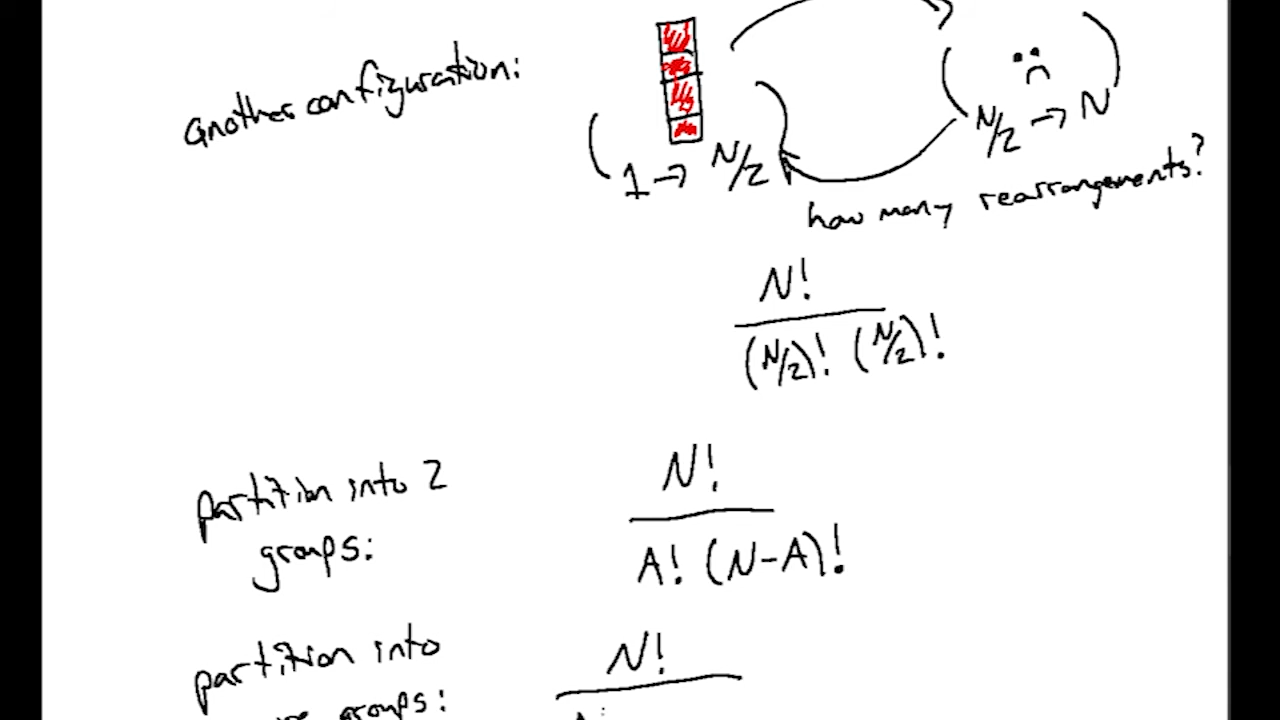 another configuration:
1 → N/2
N/2 → N
how many rearrangements?
N!
(N/2)! (N/2)!
partition into 2
groups:
N!
A! (N-A)!
partition into
groups:
N!